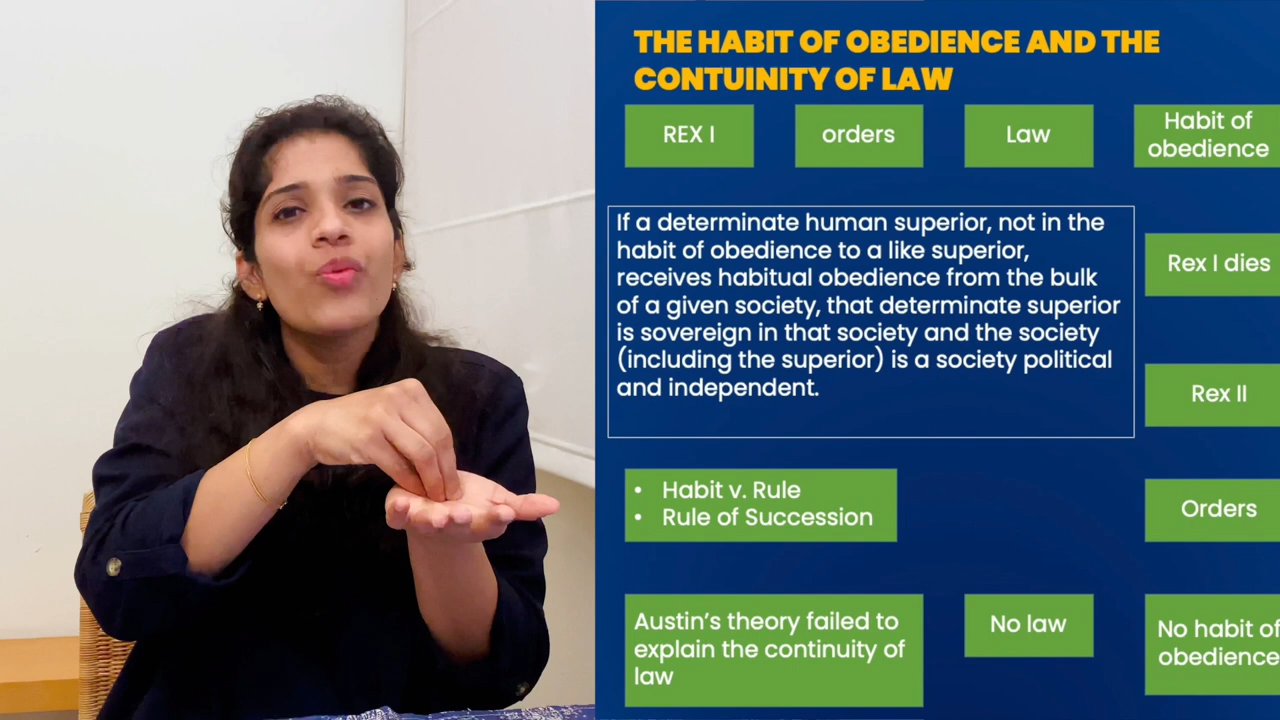 THE HABIT OF OBEDIENCE AND THE
CONTUINITY OF LAW
REX I
orders
Law
Habit of
obedience
If a determinate human superior, not in the
habit of obedience to a like superior,
receives habitual obedience from the bulk
of a given society, that determinate superior
is sovereign in that society and the society
(including the superior) is a society political
and independent.
Rex I dies
Rex II
• Habit v. Rule
• Rule of Succession
Orders
Austin's theory failed to
explain the continuity of
law
No law
No habit of
obedience